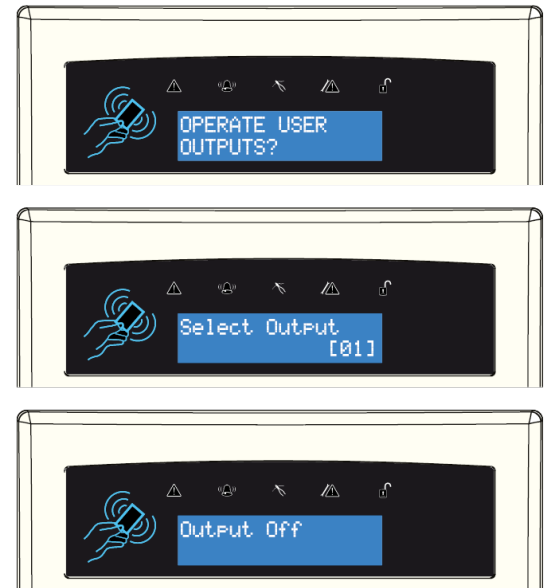 OPERATE USER
OUTPUTS?
Select Output
[01]
Output Off